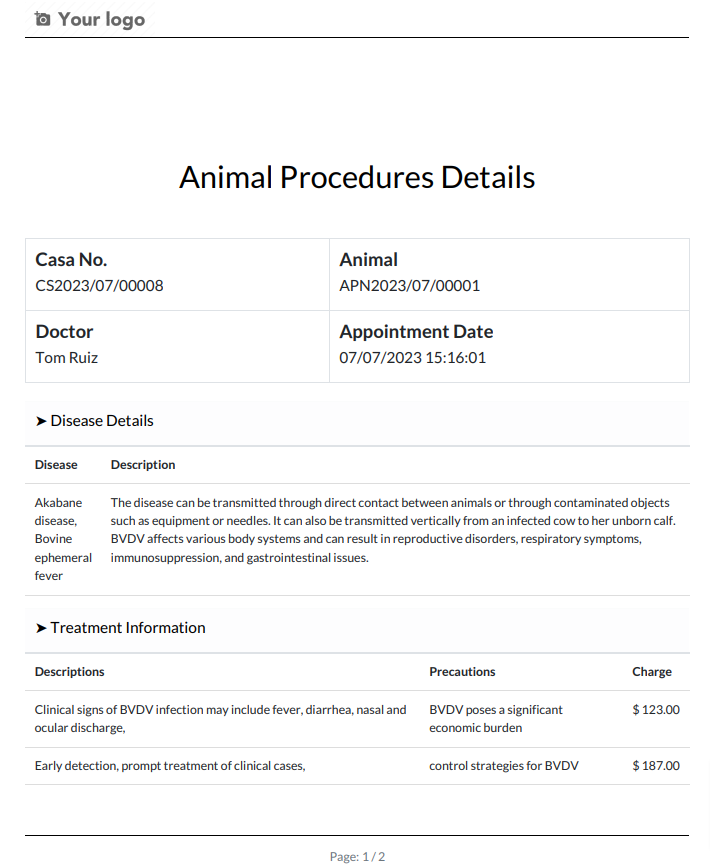 Your logo
Animal Procedures Details
Casa No.
CS2023/07/00008
Animal
APN2023/07/00001
Doctor
Tom Ruiz
Appointment Date
07/07/2023 15:16:01
➤ Disease Details
Disease Description
Akabane
disease,
Bovine
ephemeral
fever
The disease can be transmitted through direct contact between animals or through contaminated objects
such as equipment or needles. It can also be transmitted vertically from an infected cow to her unborn calf.
BVDV affects various body systems and can result in reproductive disorders, respiratory symptoms,
immunosuppression, and gastrointestinal issues.
➤ Treatment Information
Descriptions Precautions Charge
Clinical signs of BVDV infection may include fever, diarrhea, nasal and
ocular discharge,
BVDV poses a significant
economic burden
$ 123.00
Early detection, prompt treatment of clinical cases,
control strategies for BVDV
$ 187.00
Page: 1 / 2